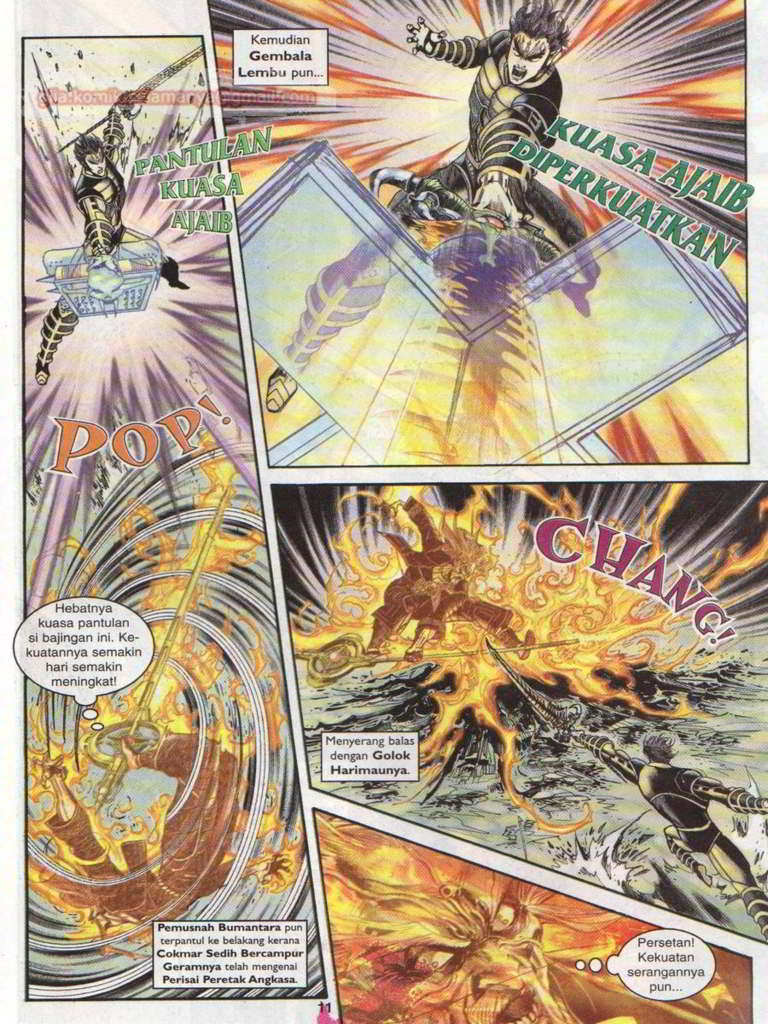 PANTULAN
KUASA
AJAIB
POP!
Hebatnya
kuasa pantulan
si bajingan ini. Ke-
kuatannya semakin
hari semakin
meningkat!
Pemusnah Bumantara pun
terpantul ke belakang kerana
Cokmar Sedih Bercampur
Geramnya telah mengenai
Perisai Peretak Angkasa.
Kemudian
Gembala
Lembu pun...
KUASA AJAIB
DIPERKUATKAN
CHANG!
Menyerang balas
dengan Golok
Harimaunya.
Persetan!
Kekuatan
serangannya
pun...
11